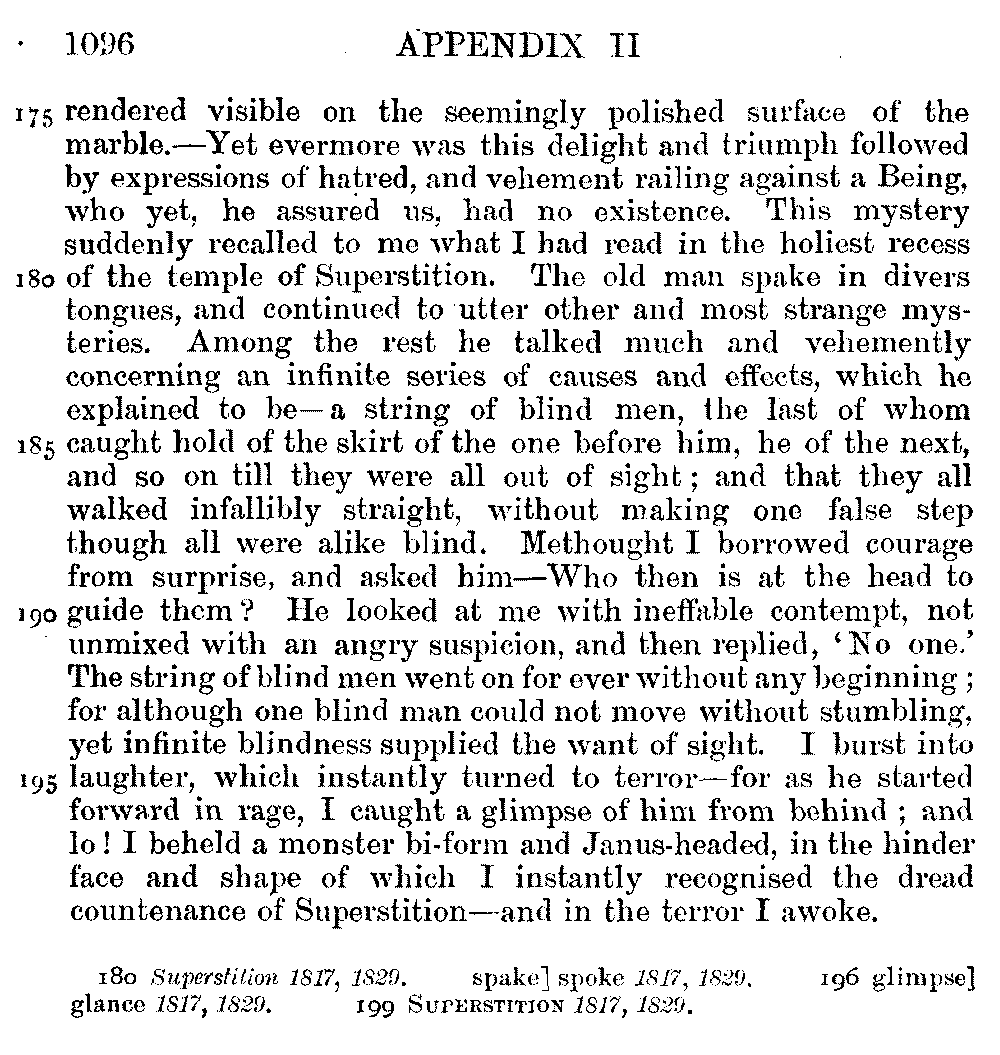 1096 APPENDIX II
175 rendered visible on the seemingly polished surface of the
marble.—Yet evermore was this delight and triumph followed
by expressions of hatred, and vehement railing against a Being,
who yet, he assured us, had no existence. This mystery
suddenly recalled to me what I had read in the holiest recess
180 of the temple of Superstition. The old man spake in divers
tongues, and continued to utter other and most strange mys-
teries. Among the rest he talked much and vehemently
concerning an infinite series of causes and effects, which he
explained to be—a string of blind men, the last of whom
185 caught hold of the skirt of the one before him, he of the next,
and so on till they were all out of sight; and that they all
walked infallibly straight, without making one false step
though all were alike blind. Methought I borrowed courage
from surprise, and asked him—Who then is at the head to
190 guide them? He looked at me with ineffable contempt, not
unmixed with an angry suspicion, and then replied, ‘No one.’
The string of blind men went on for ever without any beginning;
for although one blind man could not move without stumbling,
yet infinite blindness supplied the want of sight. I burst into
195 laughter, which instantly turned to terror—for as he started
forward in rage, I caught a glimpse of him from behind; and
lo! I beheld a monster bi-form and Janus-headed, in the hinder
face and shape of which I instantly recognised the dread
countenance of Superstition—and in the terror I awoke.
180 Superstition 1817, 1829. spake] spoke 1817, 1829. 196 glimpse]
glance 1817, 1829. 199 SUPERSTITION 1817, 1829.